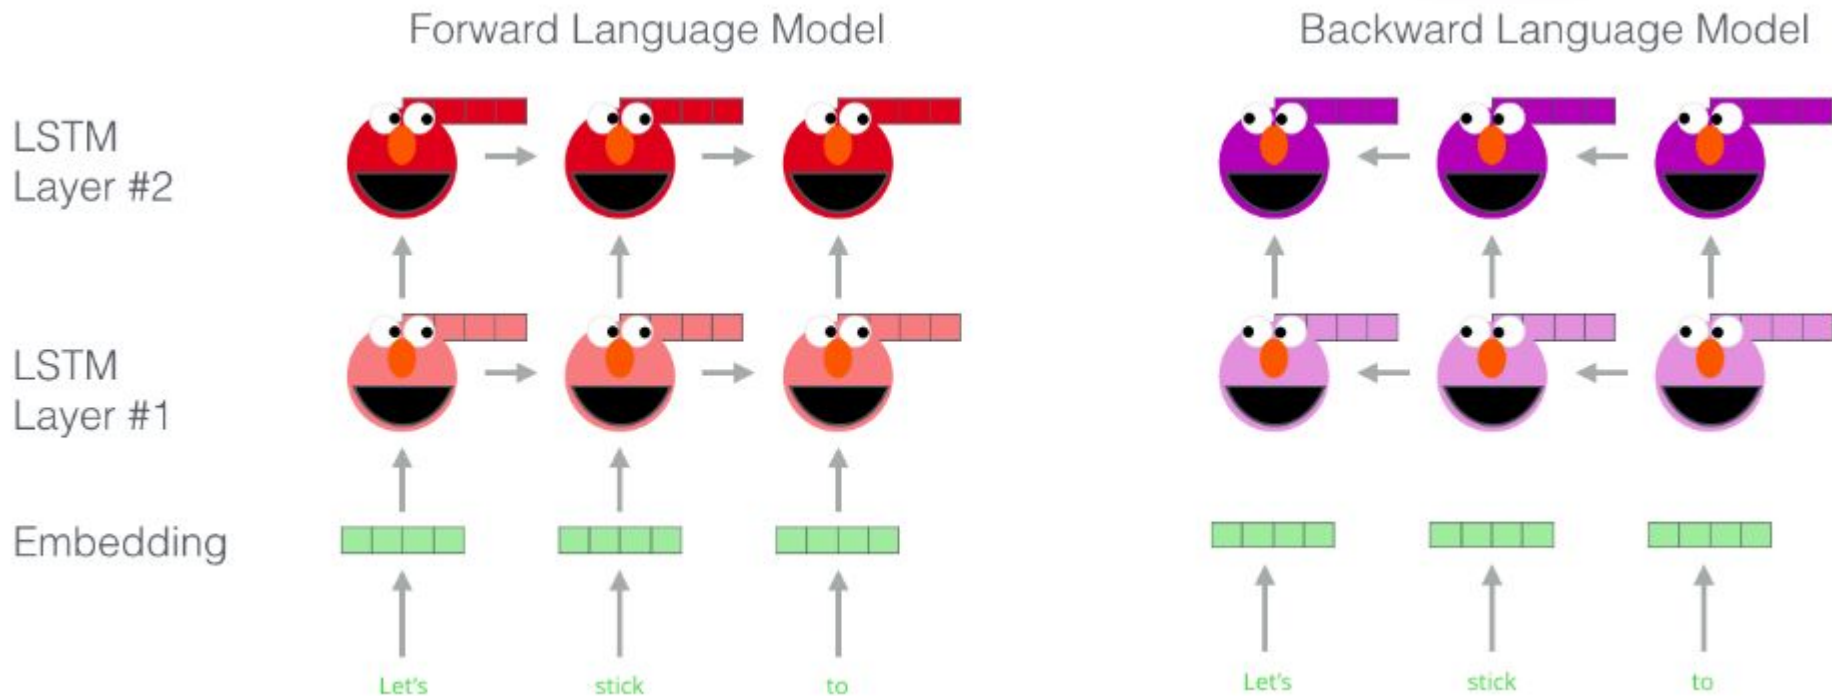 Forward Language Model
Backward Language Model
LSTM
Layer #2
LSTM
Layer #1
Embedding
Let's stick to
Let's stick to